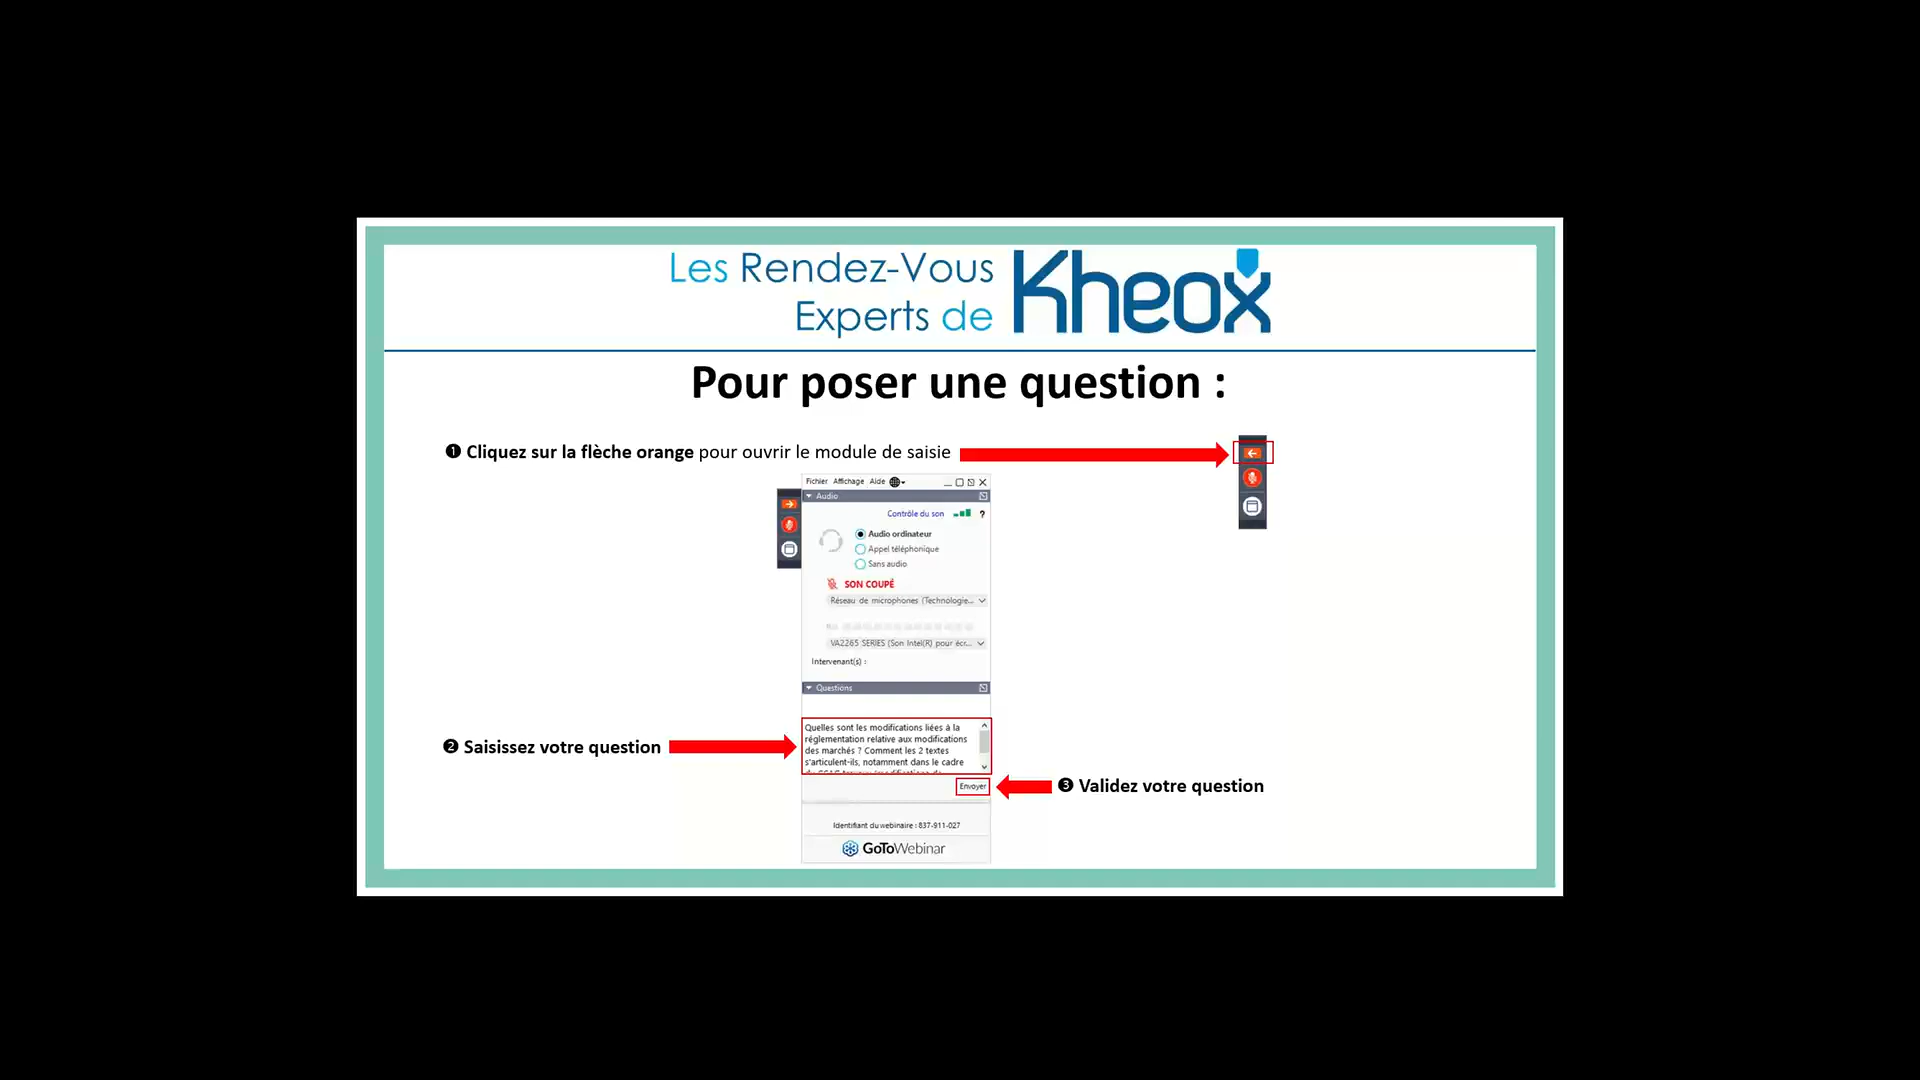 Les Rendez-Vous
Experts de
Kheox
Pour poser une question :
❶ Cliquez sur la flèche orange pour ouvrir le module de saisie
Fichier Affichage Aide
Audio
Contrôle du son ?
Audio ordinateur
Appel téléphonique
Sans audio
SON COUPÉ
Réseau de microphones (Technologie...
VA2265 SERIES (Son Intel(R) pour écr...
Intervenant(s) :
Questions
Quelles sont les modifications liées à la
réglementation relative aux modifications
des marchés ? Comment les 2 textes
s'articulent-ils, notamment dans le cadre
❷ Saisissez votre question
Envoyer
❸ Validez votre question
Identifiant du webinaire : 837-911-027
GoToWebinar